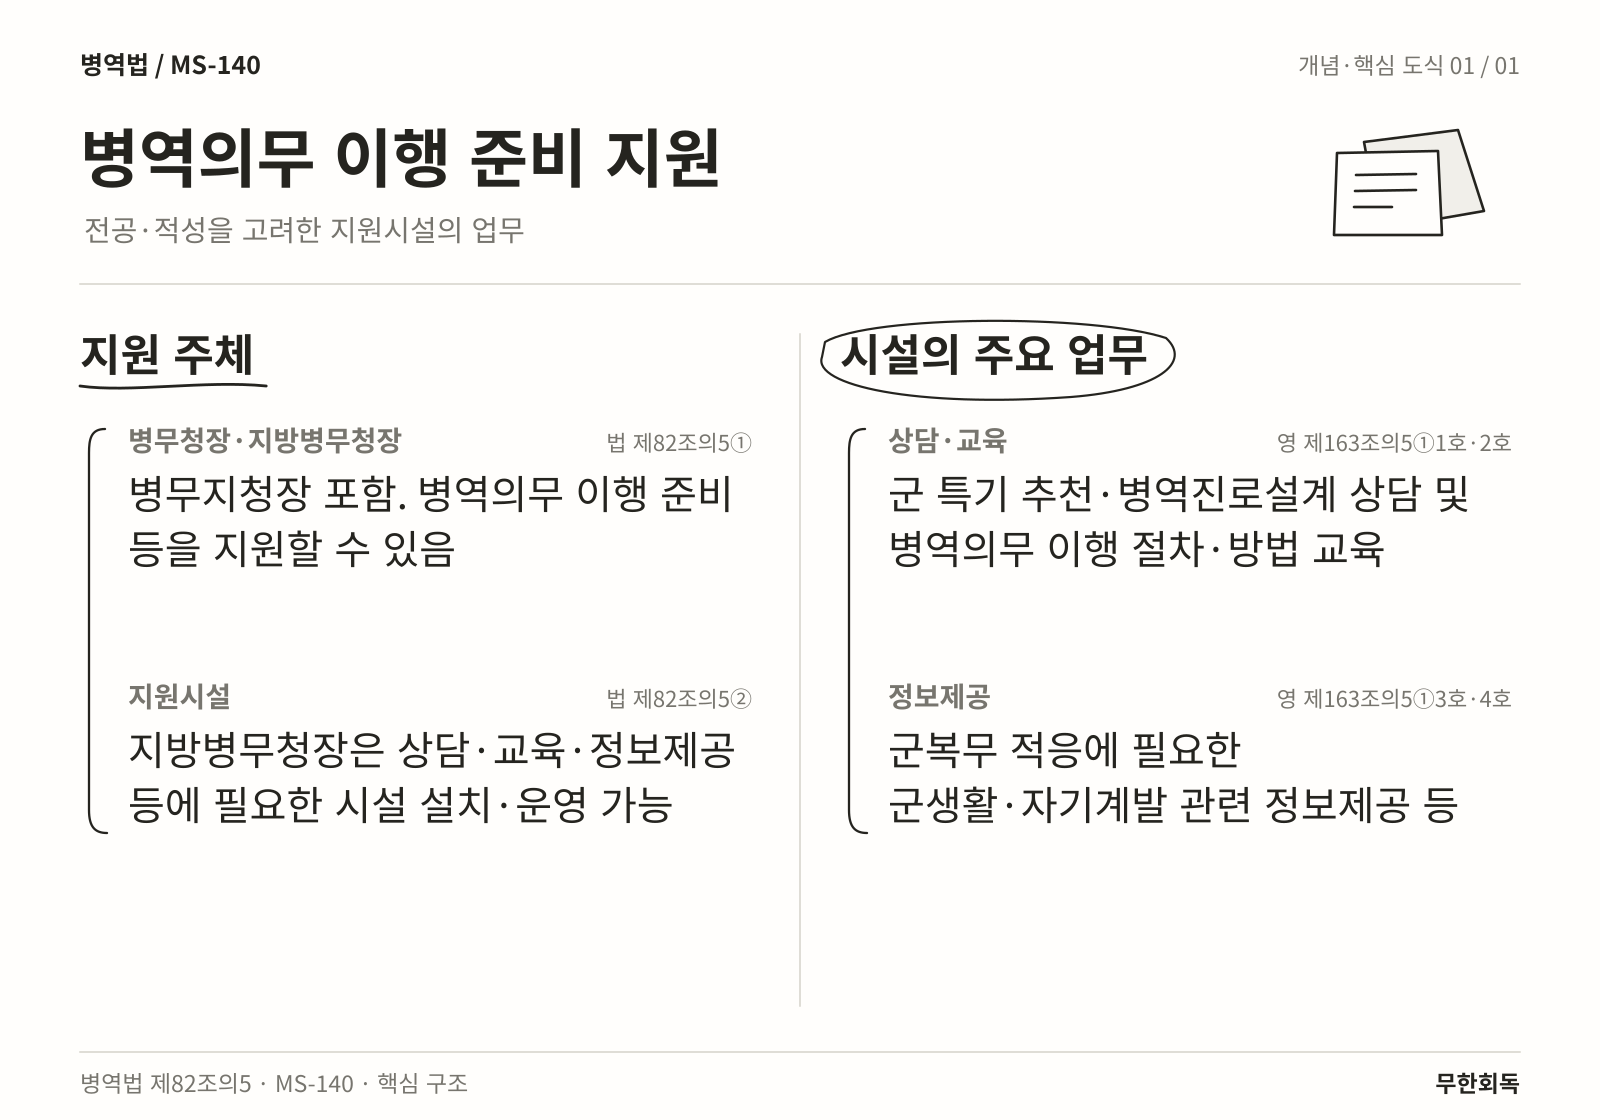 병역법 / MS-140
개념·핵심 도식 01 / 01
병역의무 이행 준비 지원
전공·적성을 고려한 지원시설의 업무
지원 주체
병무청장·지방병무청장
법 제82조의5①
병무지청장 포함. 병역의무 이행 준비
등을 지원할 수 있음
지원시설
법 제82조의5②
지방병무청장은 상담·교육·정보제공
등에 필요한 시설 설치·운영 가능
시설의 주요 업무
상담·교육
영 제163조의5①1호·2호
군 특기 추천·병역진로설계 상담 및
병역의무 이행 절차·방법 교육
정보제공
영 제163조의5①3호·4호
군복무 적응에 필요한
군생활·자기계발 관련 정보제공 등
병역법 제82조의5 · MS-140 · 핵심 구조
무한회독